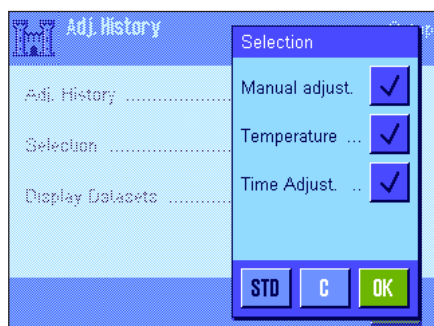 Adj. History
Selection
Manual adjust.
Adj. History ..................
Temperature ...
Selection .....................
Time Adjust. ..
Display Datasets ...........
STD
C
OK